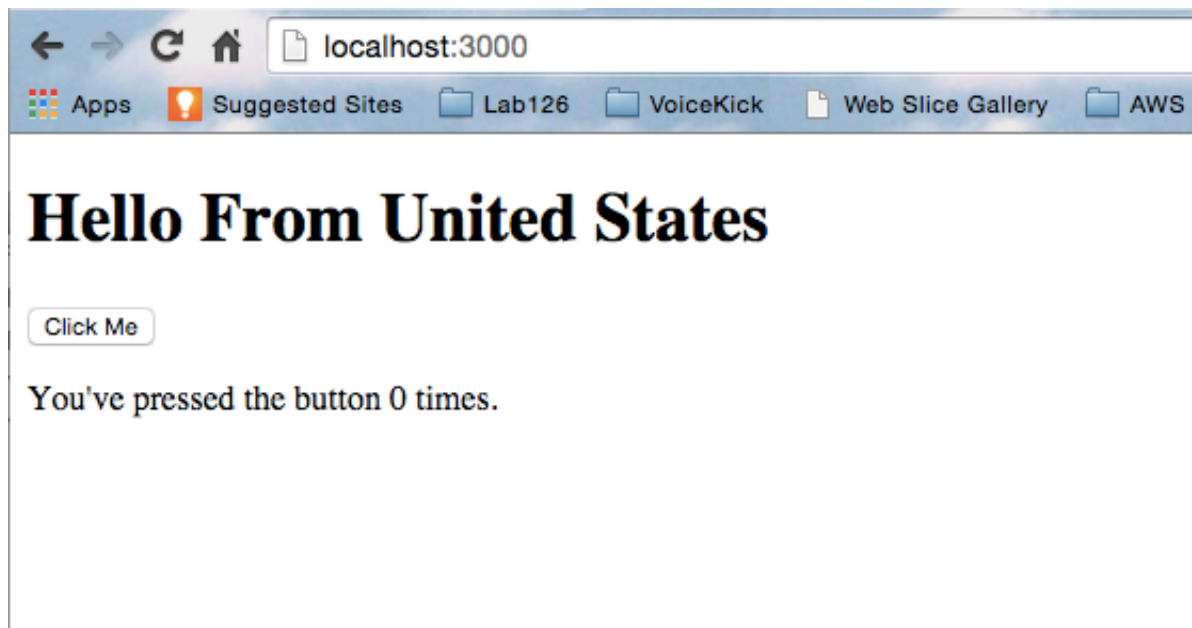 localhost:3000
Apps Suggested Sites Lab126 VoiceKick Web Slice Gallery AWS
Hello From United States
Click Me
You've pressed the button 0 times.